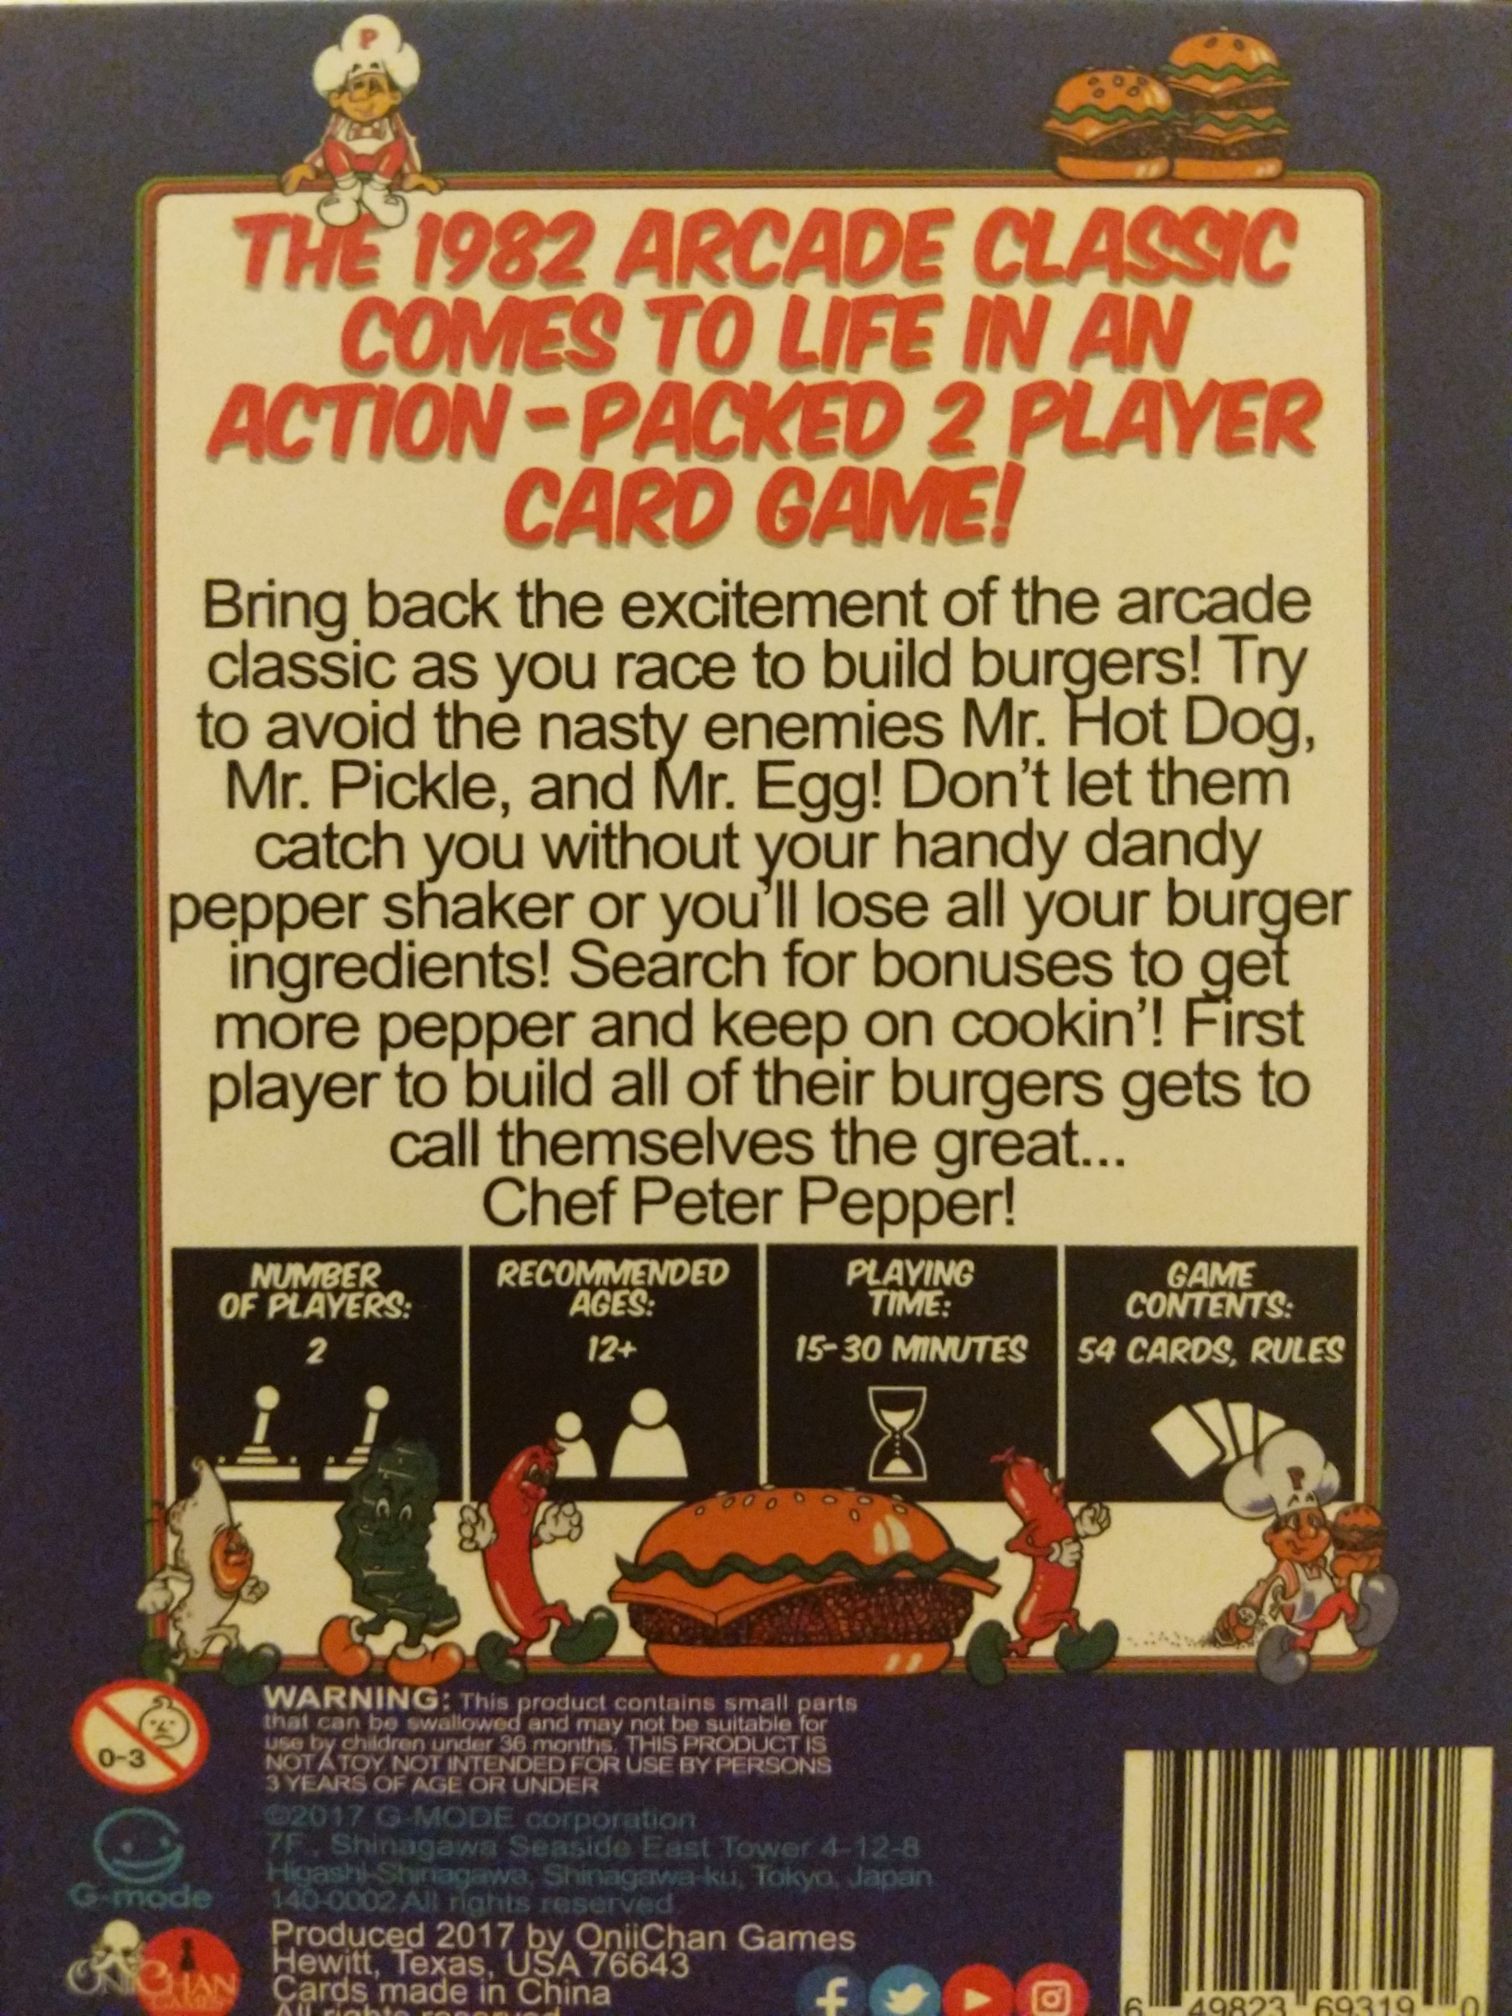 P
THE 1982 ARCADE CLASSIC
COMES TO LIFE IN AN
ACTION-PACKED 2 PLAYER
CARD GAME!
Bring back the excitement of the arcade
classic as you race to build burgers! Try
to avoid the nasty enemies Mr. Hot Dog,
Mr. Pickle, and Mr. Egg! Don't let them
catch you without your handy dandy
pepper shaker or you'll lose all your burger
ingredients! Search for bonuses to get
more pepper and keep on cookin'! First
player to build all of their burgers gets to
call themselves the great...
Chef Peter Pepper!
NUMBER
OF PLAYERS:
2
RECOMMENDED
AGES:
12+
PLAYING
TIME:
15-30 MINUTES
GAME
CONTENTS:
54 CARDS, RULES
P
0-3
WARNING: This product contains small parts
that can be swallowed and may not be suitable for
use by children under 36 months. THIS PRODUCT IS
NOT A TOY. NOT INTENDED FOR USE BY PERSONS
3 YEARS OF AGE OR UNDER
G-mode
©2017 G-MODE corporation
7F, Shinagawa Seaside East Tower 4-12-8
Higashi-Shinagawa, Shinagawa-ku, Tokyo, Japan
140-0002 All rights reserved.
ONIICHAN
GAMES
Produced 2017 by OniiChan Games
Hewitt, Texas, USA 76643
Cards made in China
All rights reserved
6 49823 69319 0